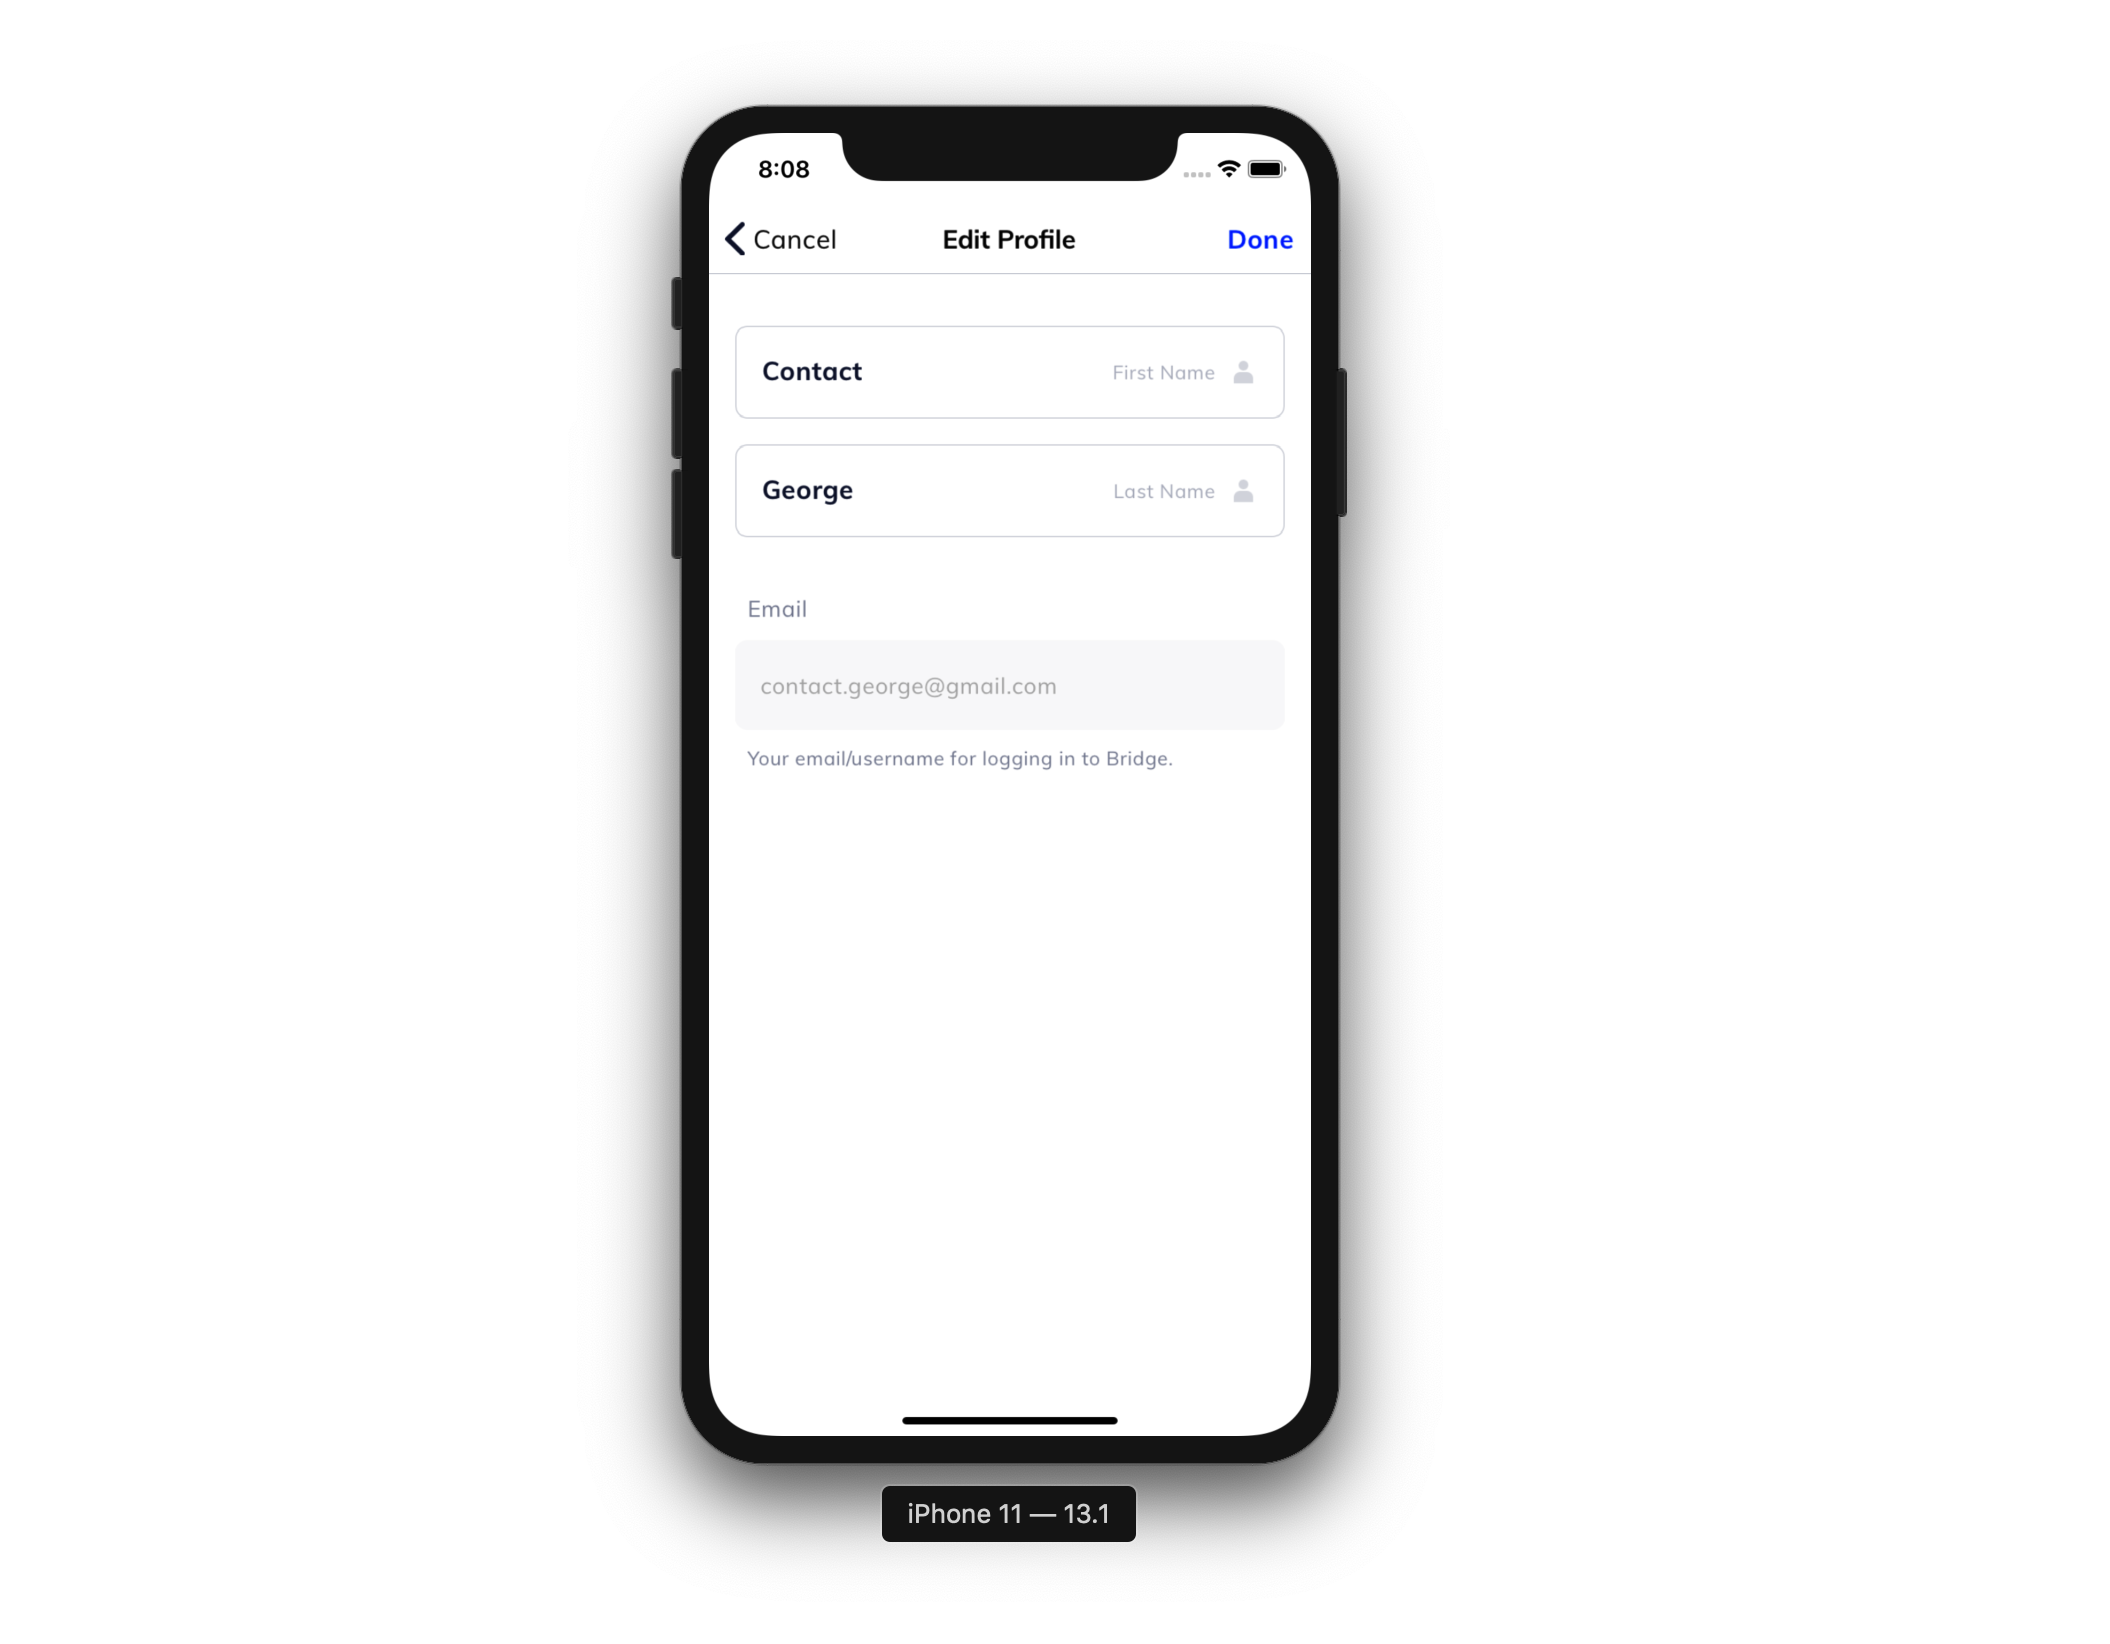 8:08
Cancel Edit Profile Done
Contact First Name
George Last Name
Email
contact.george@gmail.com
Your email/username for logging in to Bridge.
iPhone 11 — 13.1